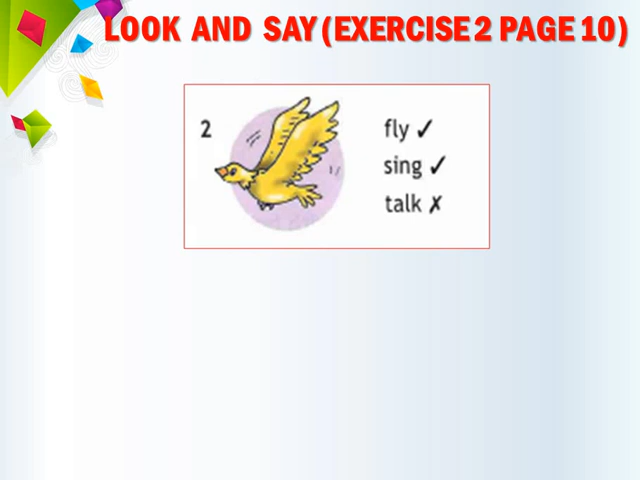 LOOK AND SAY (EXERCISE 2 PAGE 10)
2
fly ✓
sing ✓
talk ✗